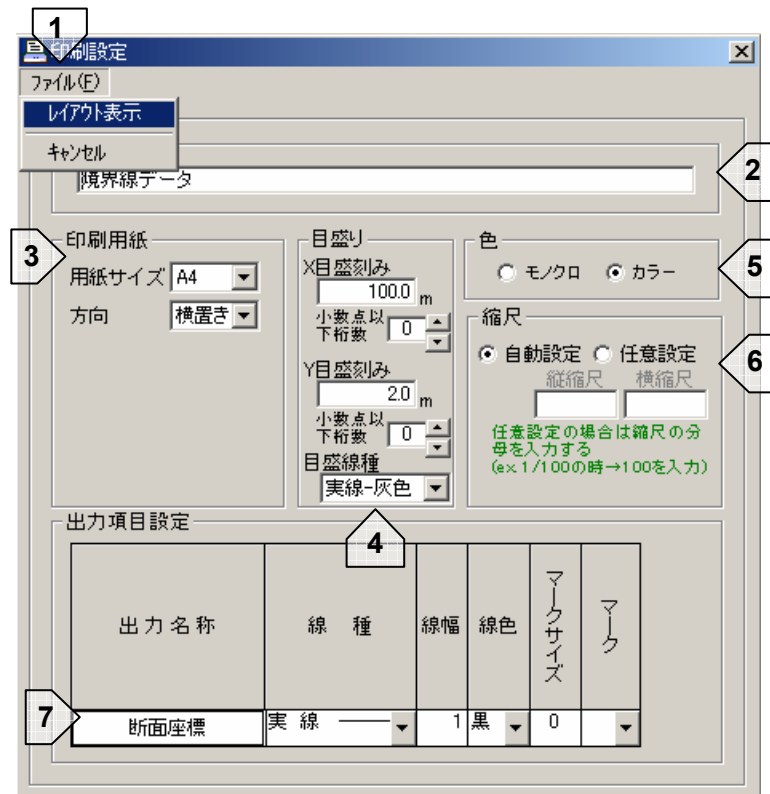 1
印刷設定
ファイル(F)
レイアウト表示
キャンセル
境界線データ
2
3
印刷用紙
用紙サイズ A4
方向 横置き
目盛り
X目盛刻み
100.0 m
小数点以
下桁数 0
Y目盛刻み
2.0 m
小数点以
下桁数 0
目盛線種
実線-灰色
4
色
モノクロ カラー
5
縮尺
自動設定 任意設定
6
縦縮尺 横縮尺
任意設定の場合は縮尺の分
母を入力する
(ex.1/100の時→100を入力)
出力項目設定
出力名称 線種 線幅 線色 マークサイズ マーク
7
断面座標 実線 1 黒 0